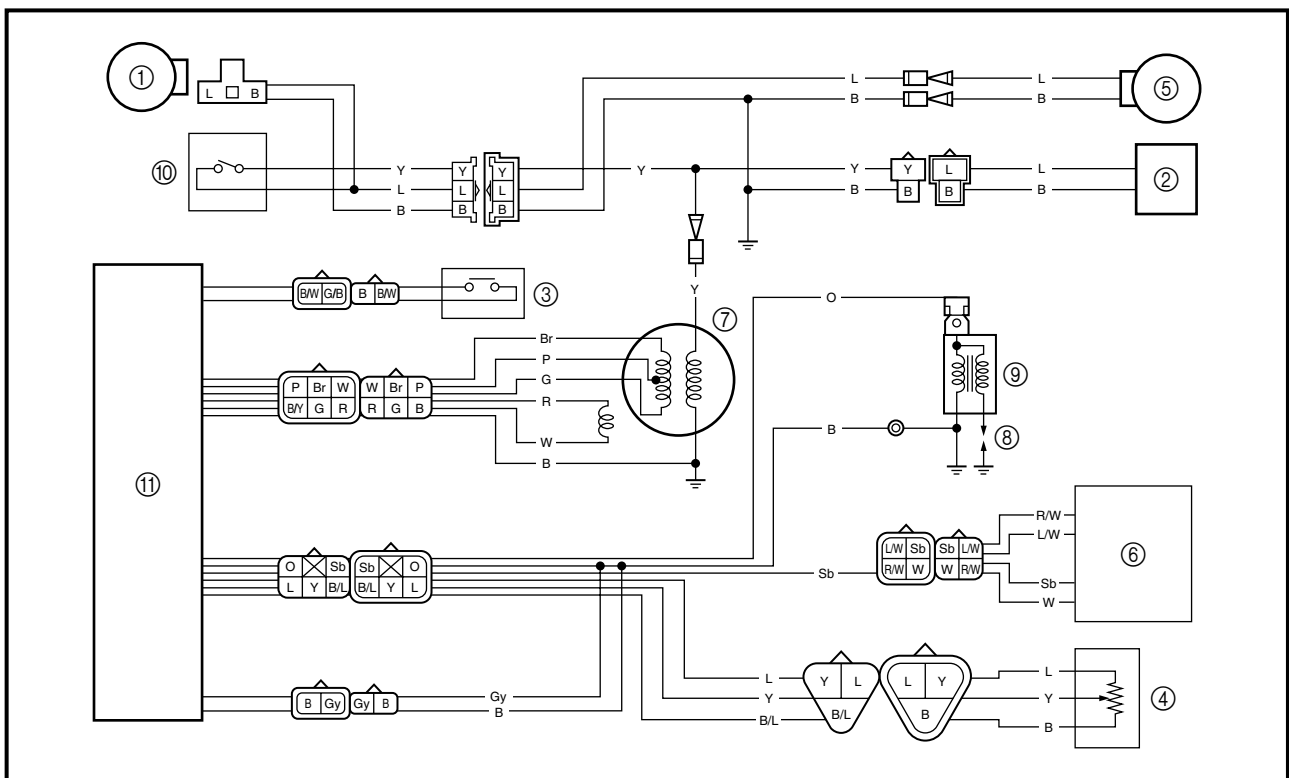 ①
L B
L L
B B
⑤
⑩
Y Y Y Y Y Y L L
L L L
B B B B B B B
②
B/W G/B B B/W
③
Y
O
⑦
Br
P
G
R
W
B
P Br W W Br P
B/Y G R R G B
⑨
B
⑧
⑪
R/W
L/W
Sb
W
⑥
L/W Sb Sb L/W
R/W W W R/W
O Sb Sb O
L Y B/L B/L Y L
Sb
L
Y
B/L
Y L L Y
B/L B
L
Y
B
④
B Gy Gy B
Gy
B